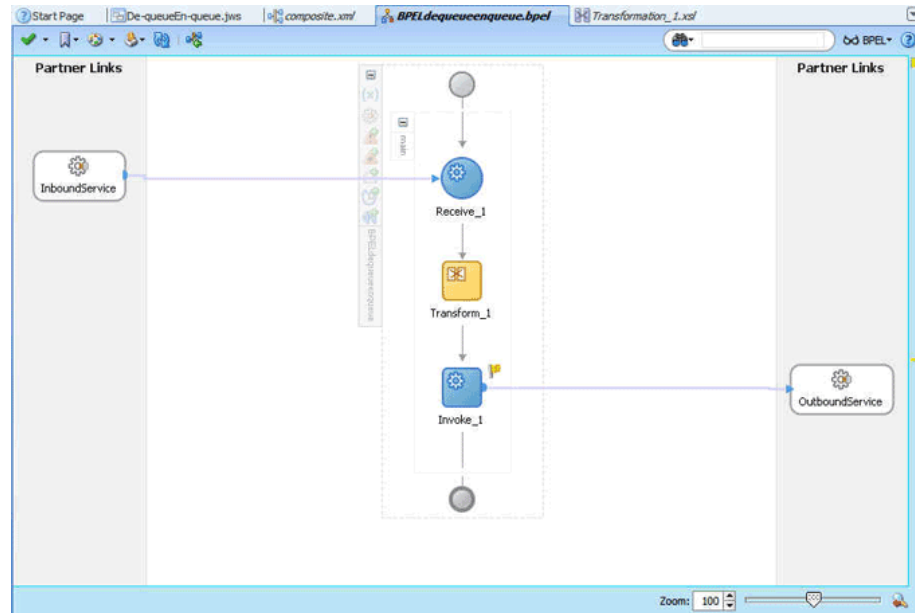 Start Page
De-queueEn-queue.jws
composite.xml
BPELdequeueenqueue.bpel
Transformation_1.xsl
BPEL
Partner Links
Partner Links
main
InboundService
Receive_1
BPELdequeueenqueue
Transform_1
Invoke_1
OutboundService
Zoom: 100